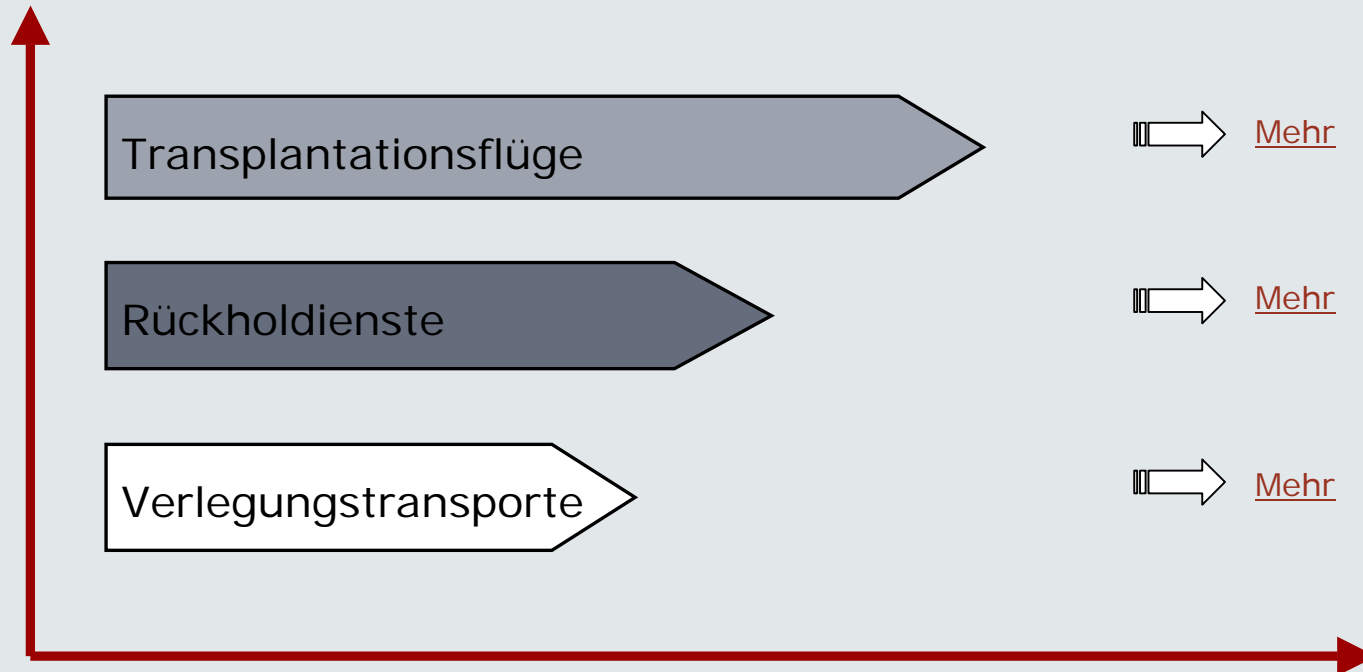 Transplantationsflüge
Mehr
Rückholdienste
Mehr
Verlegungstransporte
Mehr